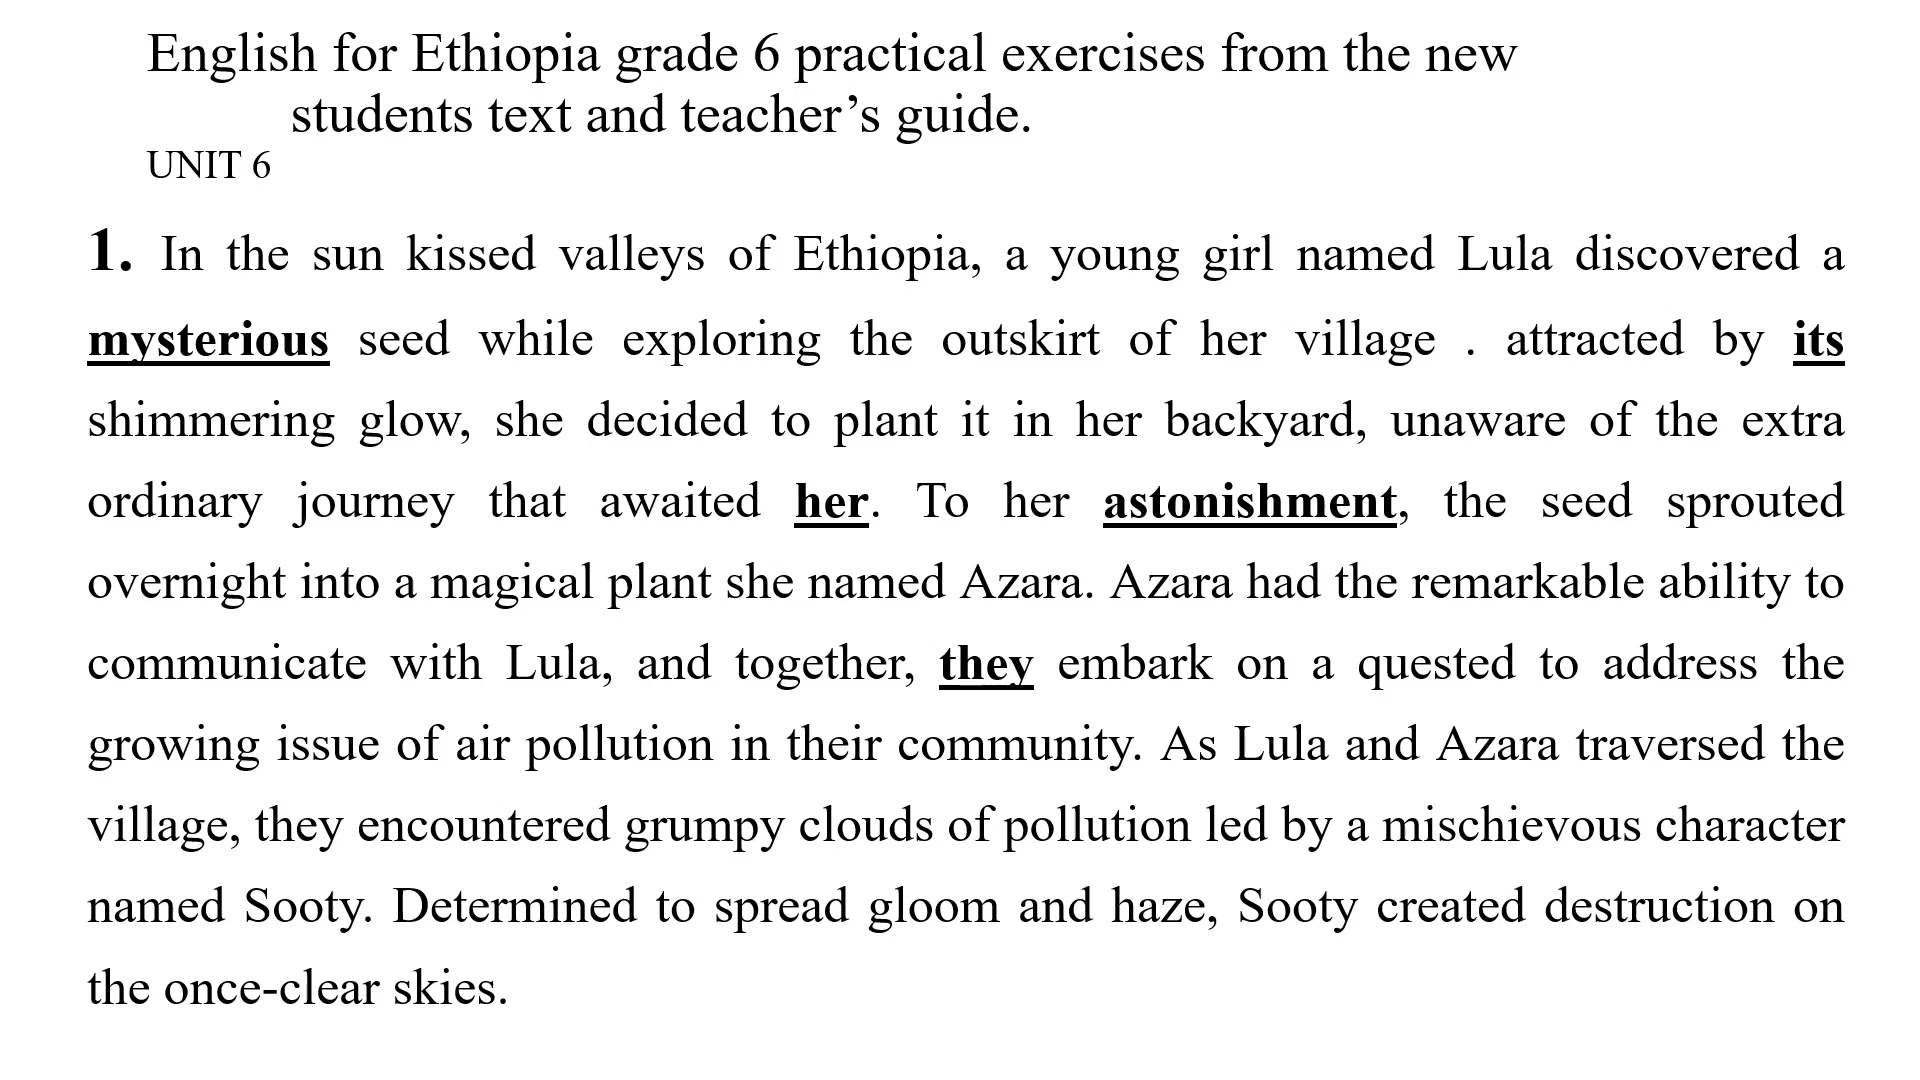 English for Ethiopia grade 6 practical exercises from the new
students text and teacher’s guide.
UNIT 6
1. In the sun kissed valleys of Ethiopia, a young girl named Lula discovered a
mysterious seed while exploring the outskirt of her village . attracted by its
shimmering glow, she decided to plant it in her backyard, unaware of the extra
ordinary journey that awaited her. To her astonishment, the seed sprouted
overnight into a magical plant she named Azara. Azara had the remarkable ability to
communicate with Lula, and together, they embark on a quested to address the
growing issue of air pollution in their community. As Lula and Azara traversed the
village, they encountered grumpy clouds of pollution led by a mischievous character
named Sooty. Determined to spread gloom and haze, Sooty created destruction on
the once-clear skies.